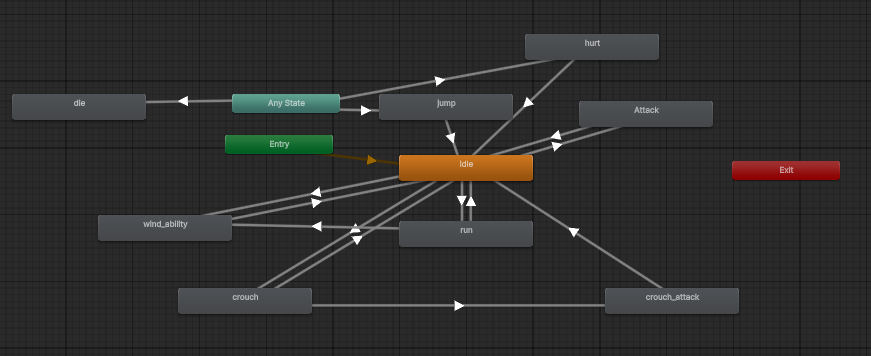 hurt
die
Any State
jump
Attack
Entry
Idle
Exit
wind_ability
run
crouch
crouch_attack